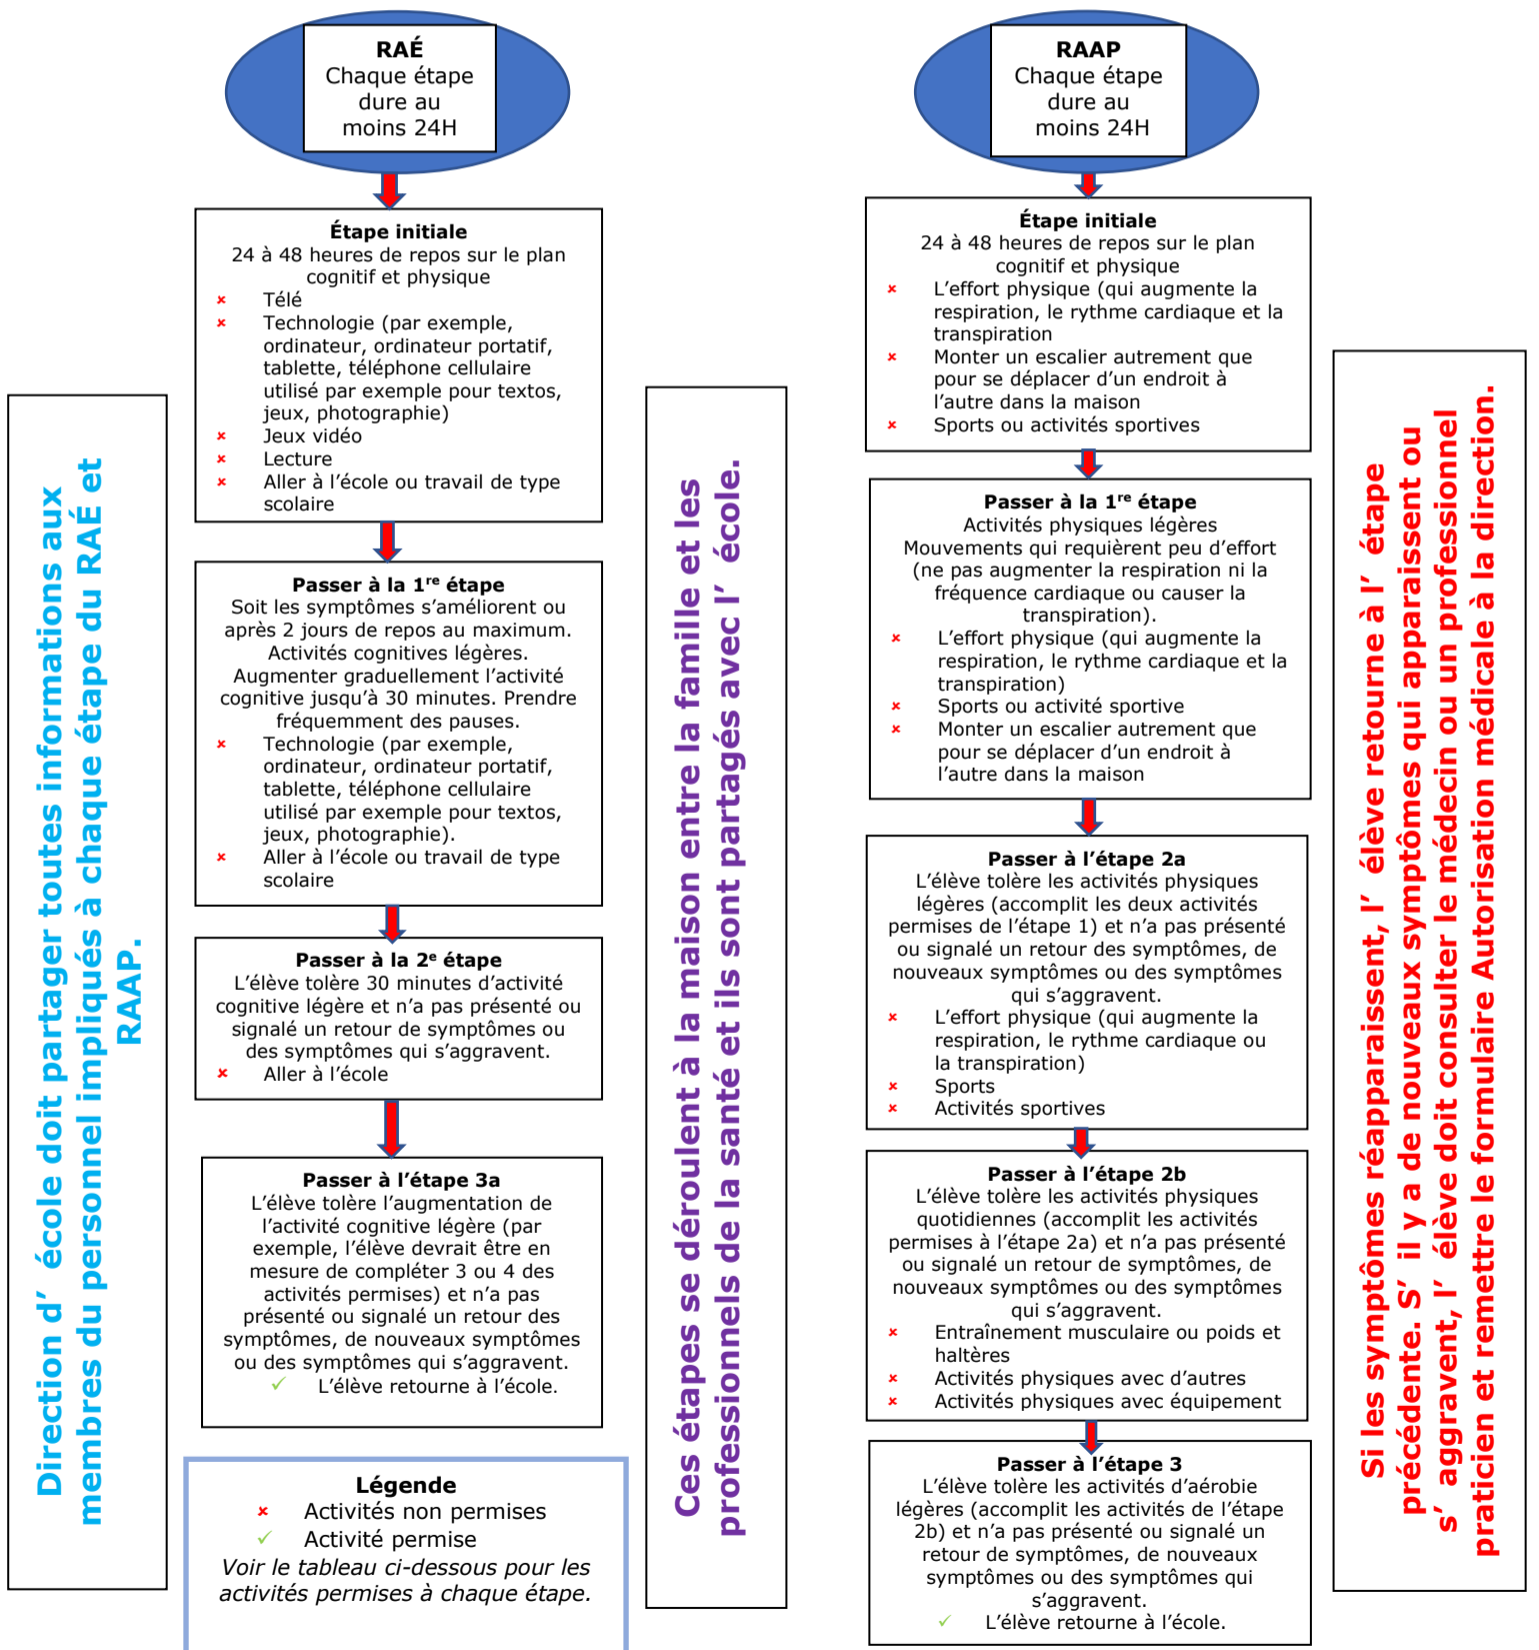 RAÉ
Chaque étape
dure au
moins 24H
Étape initiale
24 à 48 heures de repos sur le plan
cognitif et physique
× Télé
× Technologie (par exemple,
ordinateur, ordinateur portatif,
tablette, téléphone cellulaire
utilisé par exemple pour textos,
jeux, photographie)
× Jeux vidéo
× Lecture
× Aller à l’école ou travail de type
scolaire
Passer à la 1re étape
Soit les symptômes s’améliorent ou
après 2 jours de repos au maximum.
Activités cognitives légères.
Augmenter graduellement l’activité
cognitive jusqu’à 30 minutes. Prendre
fréquemment des pauses.
× Technologie (par exemple,
ordinateur, ordinateur portatif,
tablette, téléphone cellulaire
utilisé par exemple pour textos,
jeux, photographie).
× Aller à l’école ou travail de type
scolaire
Passer à la 2e étape
L’élève tolère 30 minutes d’activité
cognitive légère et n’a pas présenté ou
signalé un retour de symptômes ou
des symptômes qui s’aggravent.
× Aller à l’école
Passer à l’étape 3a
L’élève tolère l’augmentation de
l’activité cognitive légère (par
exemple, l’élève devrait être en
mesure de compléter 3 ou 4 des
activités permises) et n’a pas
présenté ou signalé un retour des
symptômes, de nouveaux symptômes
ou des symptômes qui s’aggravent.
✓ L’élève retourne à l’école.
Légende
× Activités non permises
✓ Activité permise
Voir le tableau ci-dessous pour les
activités permises à chaque étape.
Direction d’ école doit partager toutes informations aux
membres du personnel impliqués à chaque étape du RAÉ et
RAAP.
Ces étapes se déroulent à la maison entre la famille et les
professionnels de la santé et ils sont partagés avec l’ école.
RAAP
Chaque étape
dure au
moins 24H
Étape initiale
24 à 48 heures de repos sur le plan
cognitif et physique
× L’effort physique (qui augmente la
respiration, le rythme cardiaque et la
transpiration
× Monter un escalier autrement que
pour se déplacer d’un endroit à
l’autre dans la maison
× Sports ou activités sportives
Passer à la 1re étape
Activités physiques légères
Mouvements qui requièrent peu d’effort
(ne pas augmenter la respiration ni la
fréquence cardiaque ou causer la
transpiration).
× L’effort physique (qui augmente la
respiration, le rythme cardiaque et la
transpiration)
× Sports ou activité sportive
× Monter un escalier autrement que
pour se déplacer d’un endroit à
l’autre dans la maison
Passer à l’étape 2a
L’élève tolère les activités physiques
légères (accomplit les deux activités
permises de l’étape 1) et n’a pas présenté
ou signalé un retour des symptômes, de
nouveaux symptômes ou des symptômes
qui s’aggravent.
× L’effort physique (qui augmente la
respiration, le rythme cardiaque ou
la transpiration)
× Sports
× Activités sportives
Passer à l’étape 2b
L’élève tolère les activités physiques
quotidiennes (accomplit les activités
permises à l’étape 2a) et n’a pas présenté
ou signalé un retour de symptômes, de
nouveaux symptômes ou des symptômes
qui s’aggravent.
× Entraînement musculaire ou poids et
haltères
× Activités physiques avec d’autres
× Activités physiques avec équipement
Passer à l’étape 3
L’élève tolère les activités d’aérobie
légères (accomplit les activités de l’étape
2b) et n’a pas présenté ou signalé un
retour de symptômes, de nouveaux
symptômes ou des symptômes qui
s’aggravent.
✓ L’élève retourne à l’école.
Si les symptômes réapparaissent, l’ élève retourne à l’ étape
précédente. S’ il y a de nouveaux symptômes qui apparaissent ou
s’ aggravent, l’ élève doit consulter le médecin ou un professionnel
praticien et remettre le formulaire Autorisation médicale à la direction.